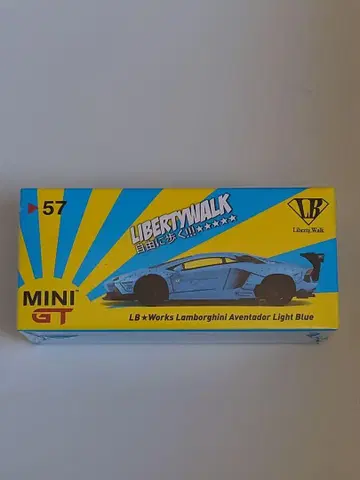 57
LIBERTYWALK
自由に歩く!!!★★★★★
LB
Liberty Walk
MINI
GT
LB★Works Lamborghini Aventador Light Blue